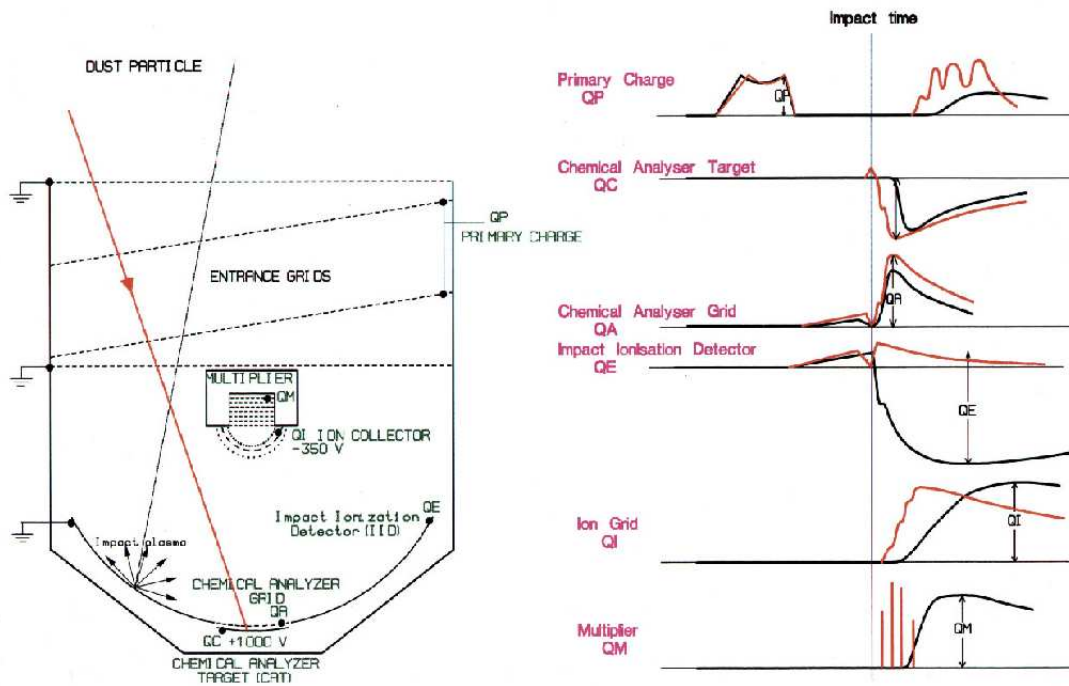 DUST PARTICLE
QP
PRIMARY CHARGE
ENTRANCE GRIDS
MULTIPLIER
QM
QI ION COLLECTOR
-350 V
QE
Impact Ionization
Detector (IID)
Impact plasma
CHEMICAL ANALYZER
GRID
QA
QC +1000 V
CHEMICAL ANALYZER
TARGET (CAT)
Impact time
Primary Charge
QP
QP
Chemical Analyser Target
QC
QA
Chemical Analyser Grid
QA
Impact Ionisation Detector
QE
QE
Ion Grid
QI
QI
Multiplier
QM
QM